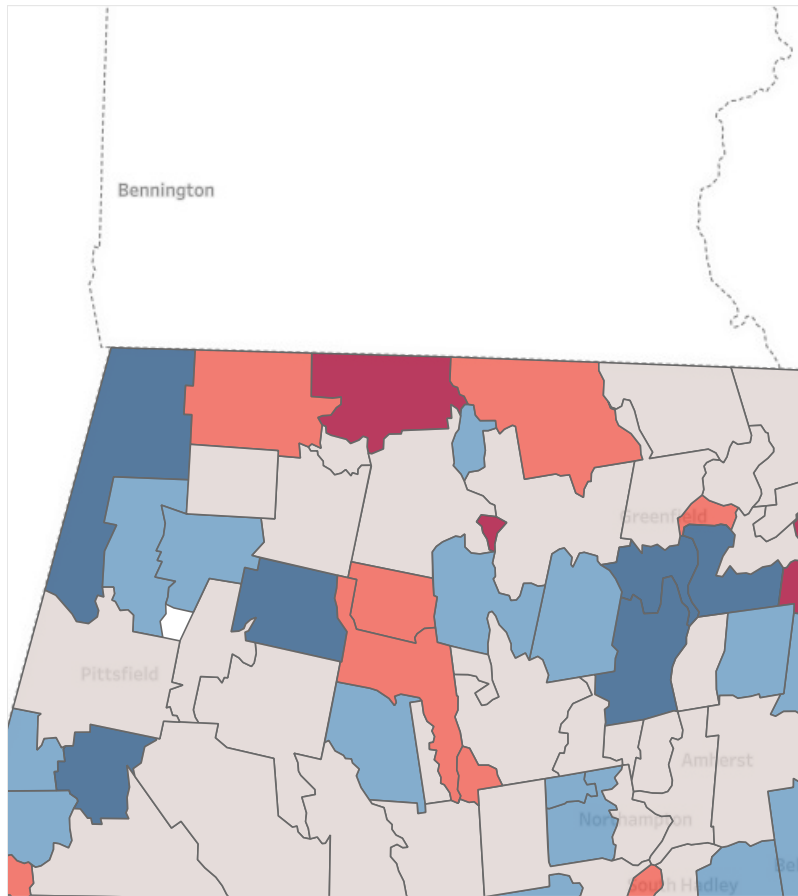 Bennington
Greenfield
Pittsfield
Amherst
Northampton
South Hadley